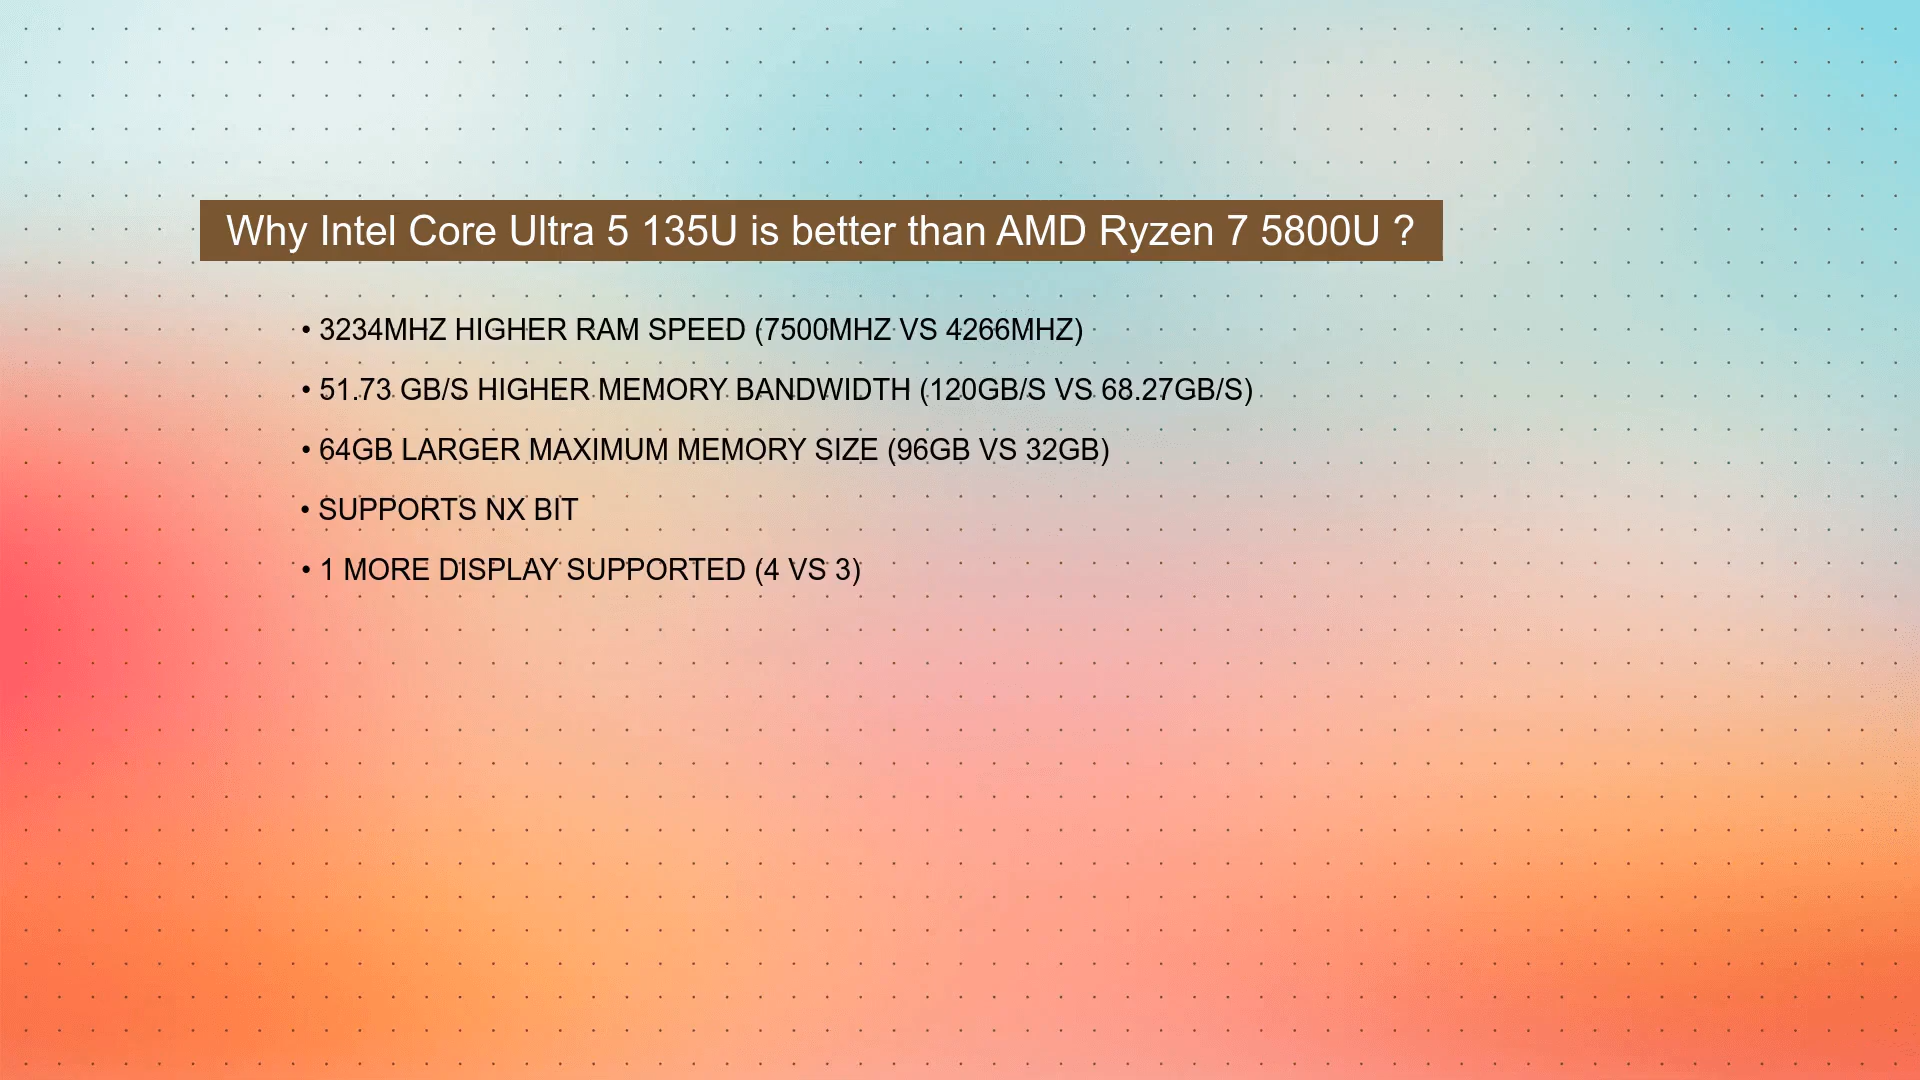 Why Intel Core Ultra 5 135U is better than AMD Ryzen 7 5800U ?
• 3234MHZ HIGHER RAM SPEED (7500MHZ VS 4266MHZ)
• 51.73 GB/S HIGHER MEMORY BANDWIDTH (120GB/S VS 68.27GB/S)
• 64GB LARGER MAXIMUM MEMORY SIZE (96GB VS 32GB)
• SUPPORTS NX BIT
• 1 MORE DISPLAY SUPPORTED (4 VS 3)